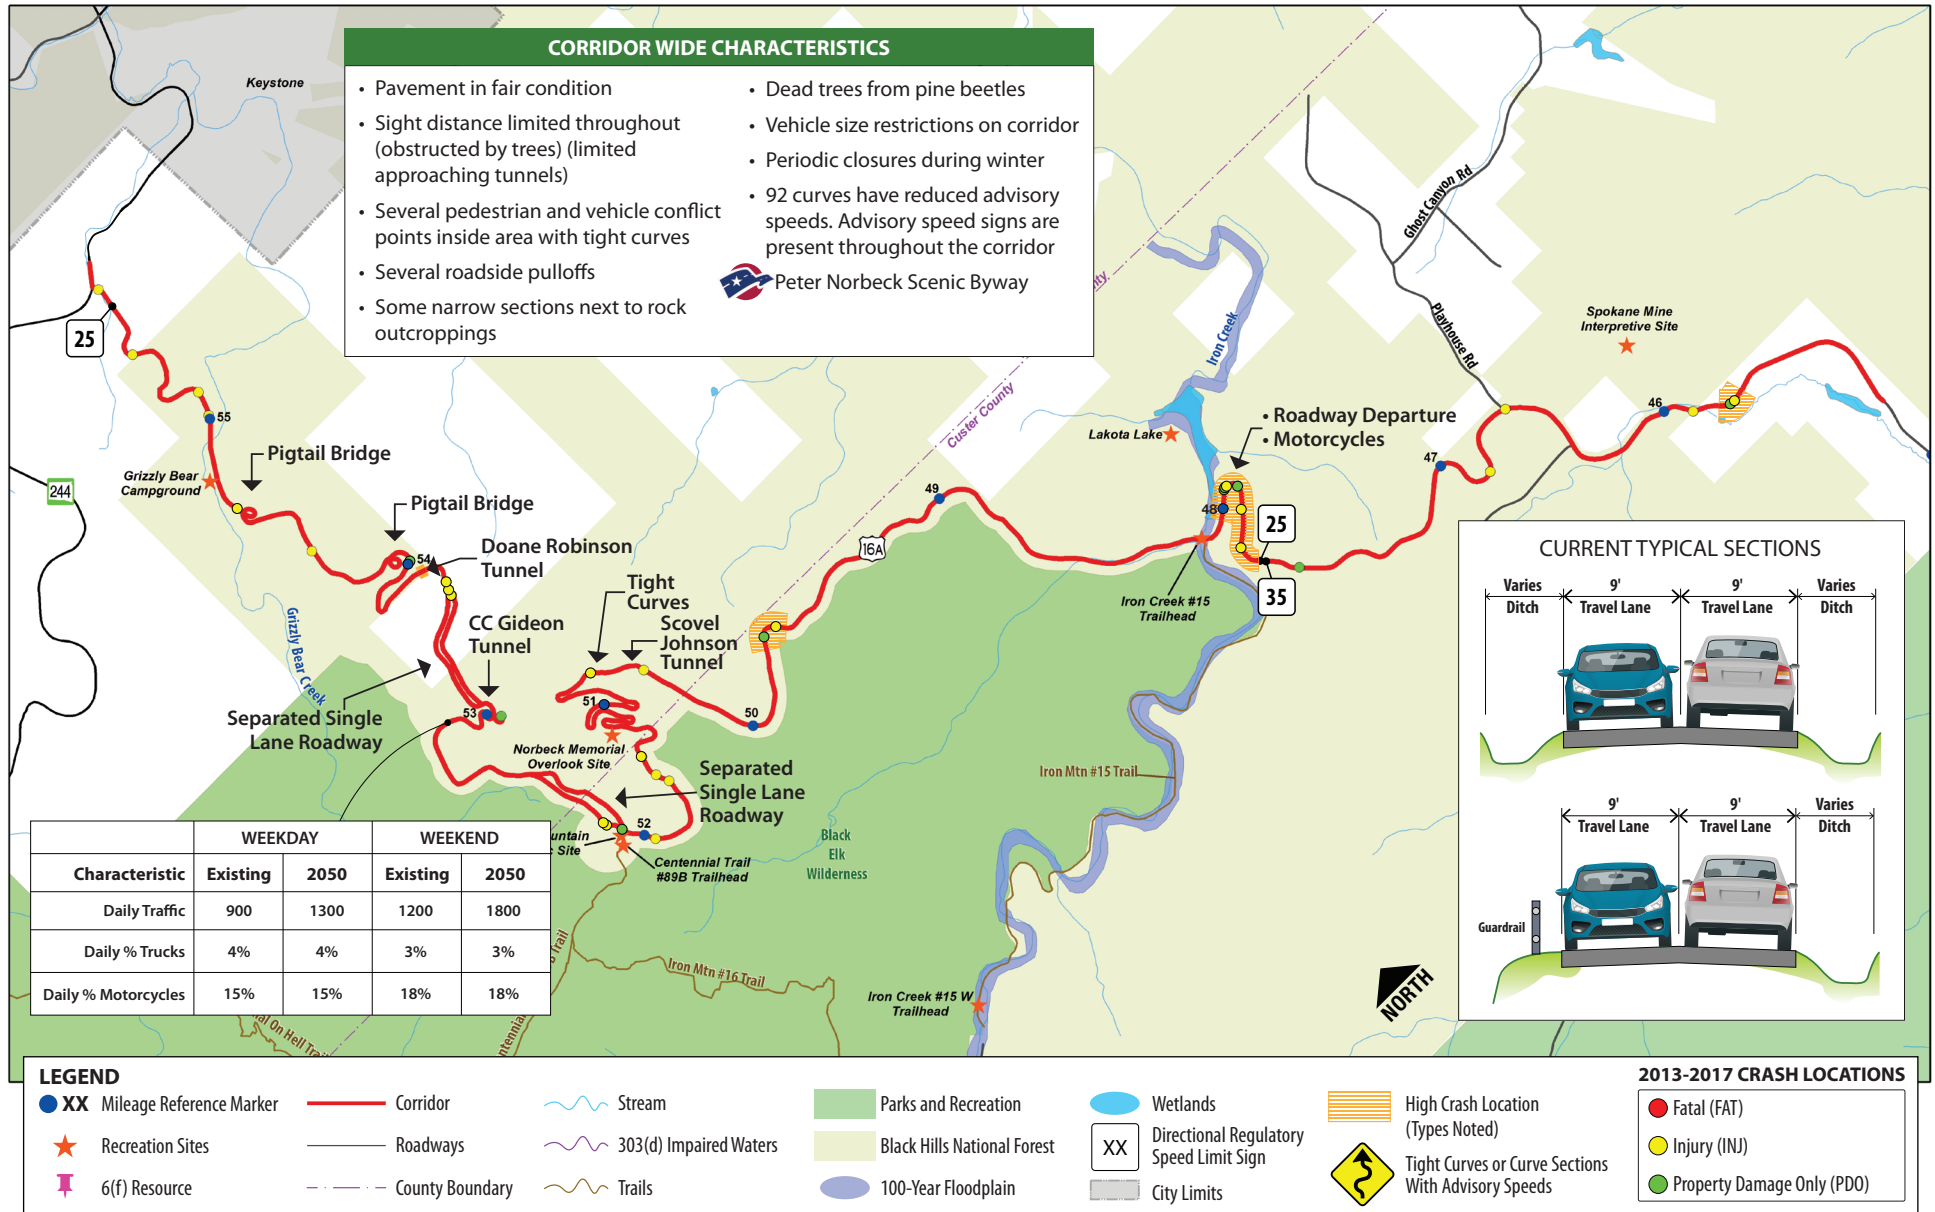 CORRIDOR WIDE CHARACTERISTICS
• Pavement in fair condition
• Sight distance limited throughout
(obstructed by trees) (limited
approaching tunnels)
• Several pedestrian and vehicle conflict
points inside area with tight curves
• Several roadside pulloffs
• Some narrow sections next to rock
outcroppings
• Dead trees from pine beetles
• Vehicle size restrictions on corridor
• Periodic closures during winter
• 92 curves have reduced advisory
speeds. Advisory speed signs are
present throughout the corridor
Peter Norbeck Scenic Byway
Keystone
25
55
Grizzly Bear
Campground
Pigtail Bridge
244
Pigtail Bridge
54
Doane Robinson
Tunnel
Grizzly Bear Creek
CC Gideon
Tunnel
Separated Single
Lane Roadway
53
Tight
Curves
Scovel
Johnson
Tunnel
51
Norbeck Memorial
Overlook Site
50
Separated
Single Lane
Roadway
52
Centennial Trail
#89B Trailhead
Black
Elk
Wilderness
49
16A
Custer County
Iron Creek
Lakota Lake
• Roadway Departure
• Motorcycles
48
25
35
Iron Creek #15
Trailhead
Iron Mtn #15 Trail
Iron Mtn #16 Trail
Iron Creek #15 W
Trailhead
NORTH
Ghost Canyon Rd
Playhouse Rd
Spokane Mine
Interpretive Site
47
46
CURRENT TYPICAL SECTIONS
Varies 9' 9' Varies
Ditch Travel Lane Travel Lane Ditch
9' 9' Varies
Travel Lane Travel Lane Ditch
Guardrail
WEEKDAY WEEKEND
Characteristic Existing 2050 Existing 2050
Daily Traffic 900 1300 1200 1800
Daily % Trucks 4% 4% 3% 3%
Daily % Motorcycles 15% 15% 18% 18%
LEGEND
XX Mileage Reference Marker
Recreation Sites
6(f) Resource
Corridor
Roadways
County Boundary
Stream
303(d) Impaired Waters
Trails
Parks and Recreation
Black Hills National Forest
100-Year Floodplain
Wetlands
XX Directional Regulatory
Speed Limit Sign
City Limits
High Crash Location
(Types Noted)
Tight Curves or Curve Sections
With Advisory Speeds
2013-2017 CRASH LOCATIONS
Fatal (FAT)
Injury (INJ)
Property Damage Only (PDO)